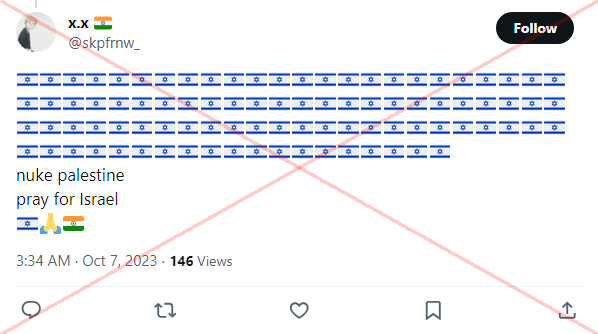 x.x 🇮🇳
@skpfrnw_
Follow
🇮🇱🇮🇱🇮🇱🇮🇱🇮🇱🇮🇱🇮🇱🇮🇱🇮🇱🇮🇱🇮🇱🇮🇱🇮🇱🇮🇱🇮🇱🇮🇱🇮🇱🇮🇱🇮🇱🇮🇱🇮🇱🇮🇱🇮🇱🇮🇱
🇮🇱🇮🇱🇮🇱🇮🇱🇮🇱🇮🇱🇮🇱🇮🇱🇮🇱🇮🇱🇮🇱🇮🇱🇮🇱🇮🇱🇮🇱🇮🇱🇮🇱🇮🇱🇮🇱🇮🇱🇮🇱🇮🇱🇮🇱🇮🇱
🇮🇱🇮🇱🇮🇱🇮🇱🇮🇱🇮🇱🇮🇱🇮🇱🇮🇱🇮🇱🇮🇱🇮🇱🇮🇱🇮🇱🇮🇱🇮🇱🇮🇱🇮🇱🇮🇱🇮🇱🇮🇱🇮🇱🇮🇱🇮🇱
🇮🇱🇮🇱🇮🇱🇮🇱🇮🇱🇮🇱🇮🇱🇮🇱🇮🇱🇮🇱🇮🇱🇮🇱🇮🇱🇮🇱🇮🇱🇮🇱🇮🇱🇮🇱🇮🇱
nuke palestine
pray for Israel
🇮🇱🙏🇮🇳
3:34 AM · Oct 7, 2023 · 146 Views